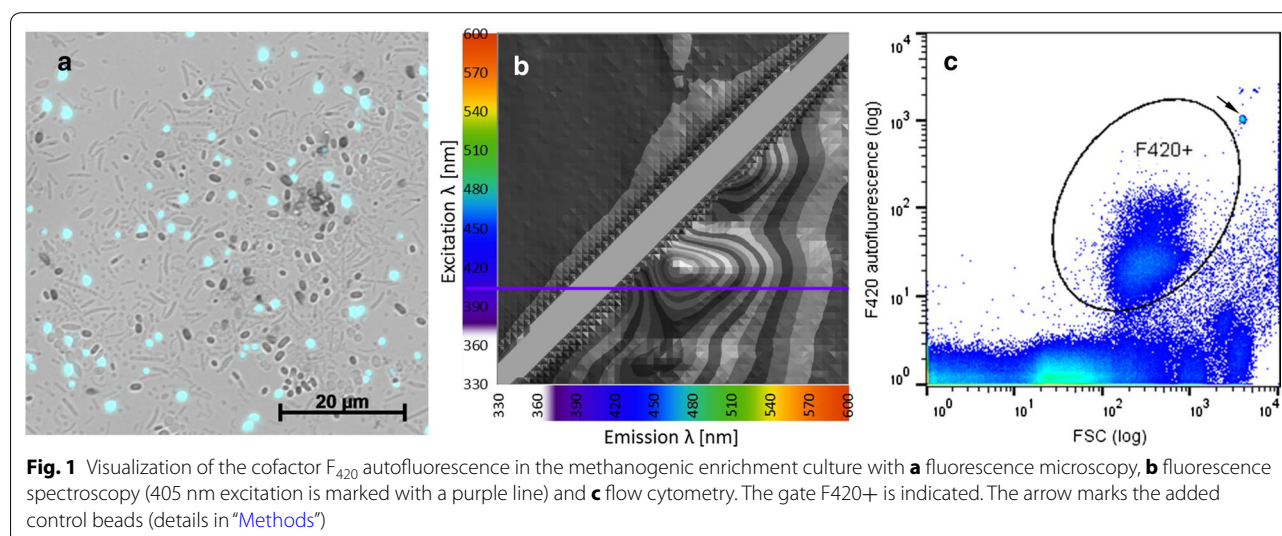 a
20 µm
b
Excitation λ [nm]
600
570
540
510
480
450
420
390
360
330
330
360
390
420
450
480
510
540
570
600
Emission λ [nm]
c
F420 autofluorescence (log)
10⁴
10³
10²
10¹
10⁰
F420+
10⁰
10¹
10²
10³
10⁴
FSC (log)
Fig. 1 Visualization of the cofactor F₄₂₀ autofluorescence in the methanogenic enrichment culture with a fluorescence microscopy, b fluorescence
spectroscopy (405 nm excitation is marked with a purple line) and c flow cytometry. The gate F420+ is indicated. The arrow marks the added
control beads (details in “Methods”)